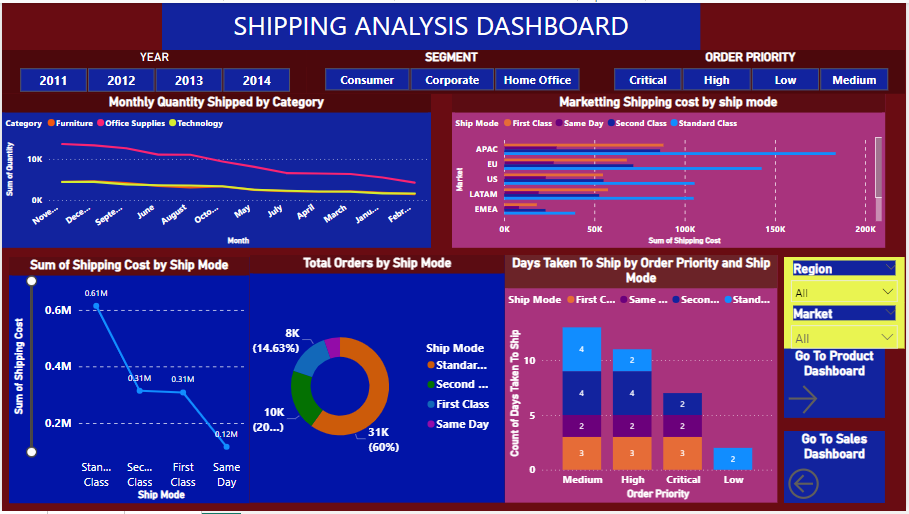 SHIPPING ANALYSIS DASHBOARD
YEAR
2011 2012 2013 2014
SEGMENT
Consumer Corporate Home Office
ORDER PRIORITY
Critical High Low Medium
Monthly Quantity Shipped by Category
Category Furniture Office Supplies Technology
Sum of Quantity
10K
0K
Nove... Dece... Septe... June August Octo... May July April March Janu... Febr...
Month
Marketting Shipping cost by ship mode
Ship Mode First Class Same Day Second Class Standard Class
Market
APAC
EU
US
LATAM
EMEA
0K 50K 100K 150K 200K
Sum of Shipping Cost
Sum of Shipping Cost by Ship Mode
Sum of Shipping Cost
0.6M
0.4M
0.2M
0.61M
0.31M
0.31M
0.12M
Stan... Class
Sec... Class
First Class
Same Day
Ship Mode
Total Orders by Ship Mode
8K
(14.63%)
10K
(20...)
31K
(60%)
Ship Mode
Standar...
Second ...
First Class
Same Day
Days Taken To Ship by Order Priority and Ship
Mode
Ship Mode First C... Same ... Secon... Stand...
Count of Days Taken To Ship
10
5
0
4
4
2
3
2
4
2
3
2
2
3
2
Medium High Critical Low
Order Priority
Region
All
Market
All
Go To Product
Dashboard
Go To Sales
Dashboard